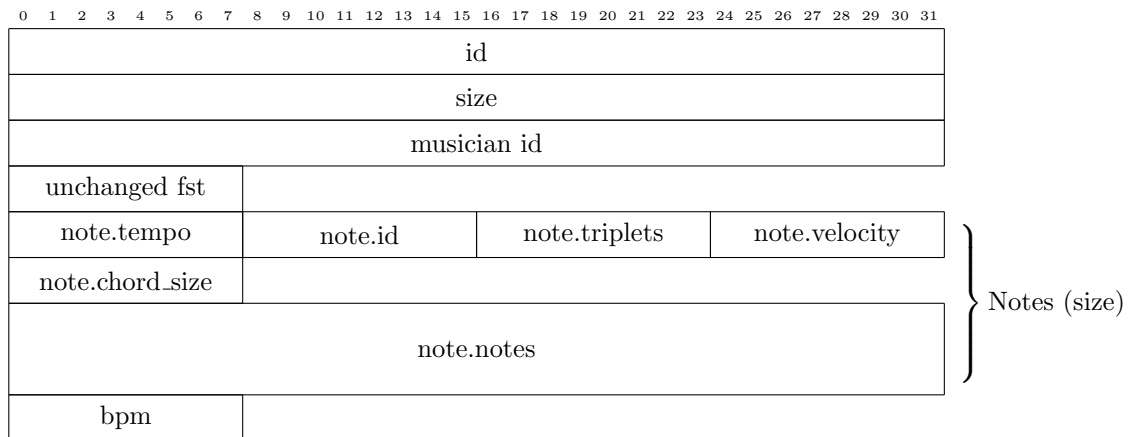 0 1 2 3 4 5 6 7 8 9 10 11 12 13 14 15 16 17 18 19 20 21 22 23 24 25 26 27 28 29 30 31
id
size
musician id
unchanged fst
note.tempo note.id note.triplets note.velocity
note.chord_size
Notes (size)
note.notes
bpm